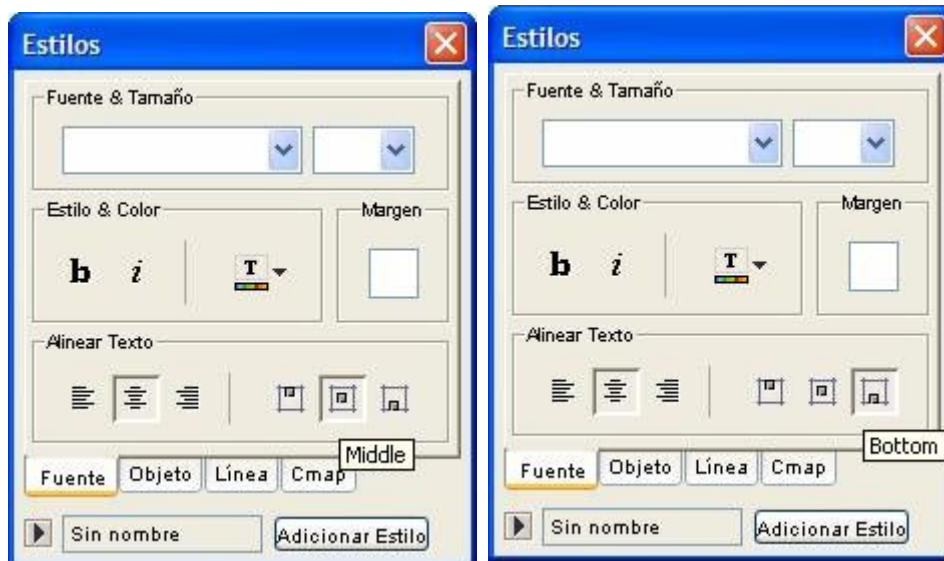 Estilos
Fuente & Tamaño
Estilo & Color
Margen
b i T
Alinear Texto
Middle
Fuente Objeto Línea Cmap
Sin nombre Adicionar Estilo
Estilos
Fuente & Tamaño
Estilo & Color
Margen
b i T
Alinear Texto
Bottom
Fuente Objeto Línea Cmap
Sin nombre Adicionar Estilo